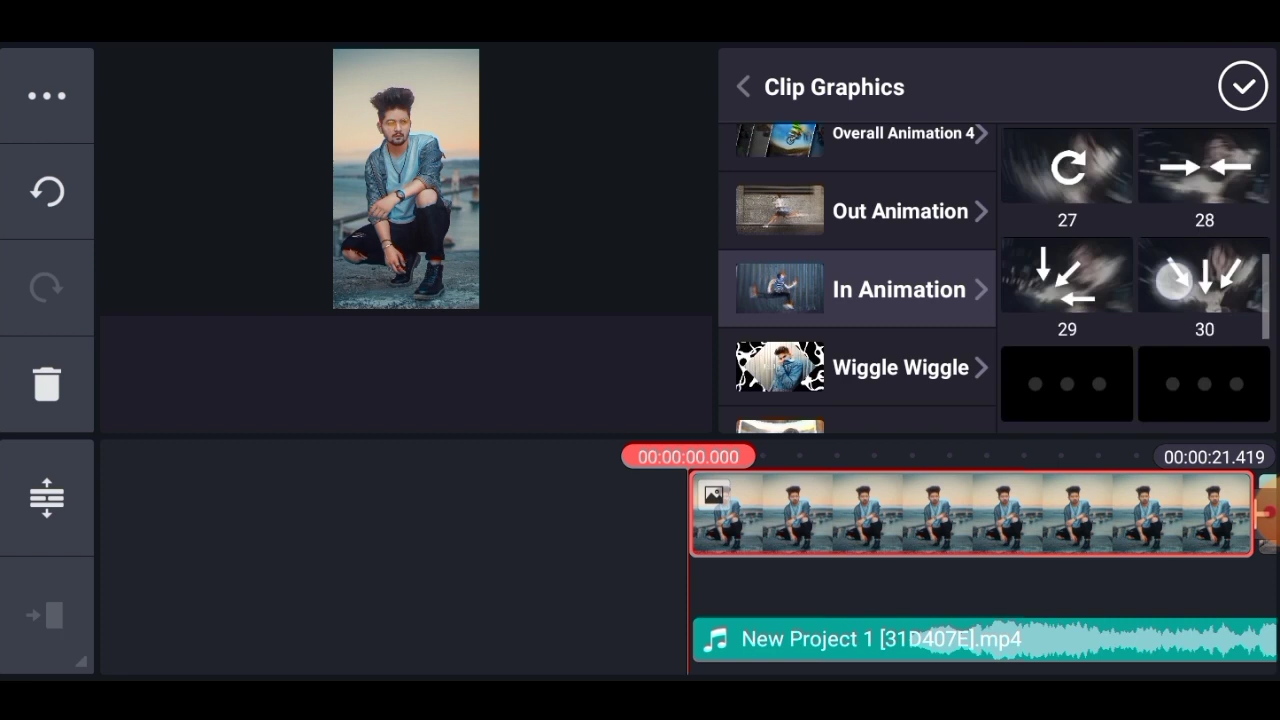 Clip Graphics
Overall Animation 4
Out Animation
In Animation
Wiggle Wiggle
27
28
29
30
00:00:00.000
00:00:21.419
New Project 1 [31D407E].mp4